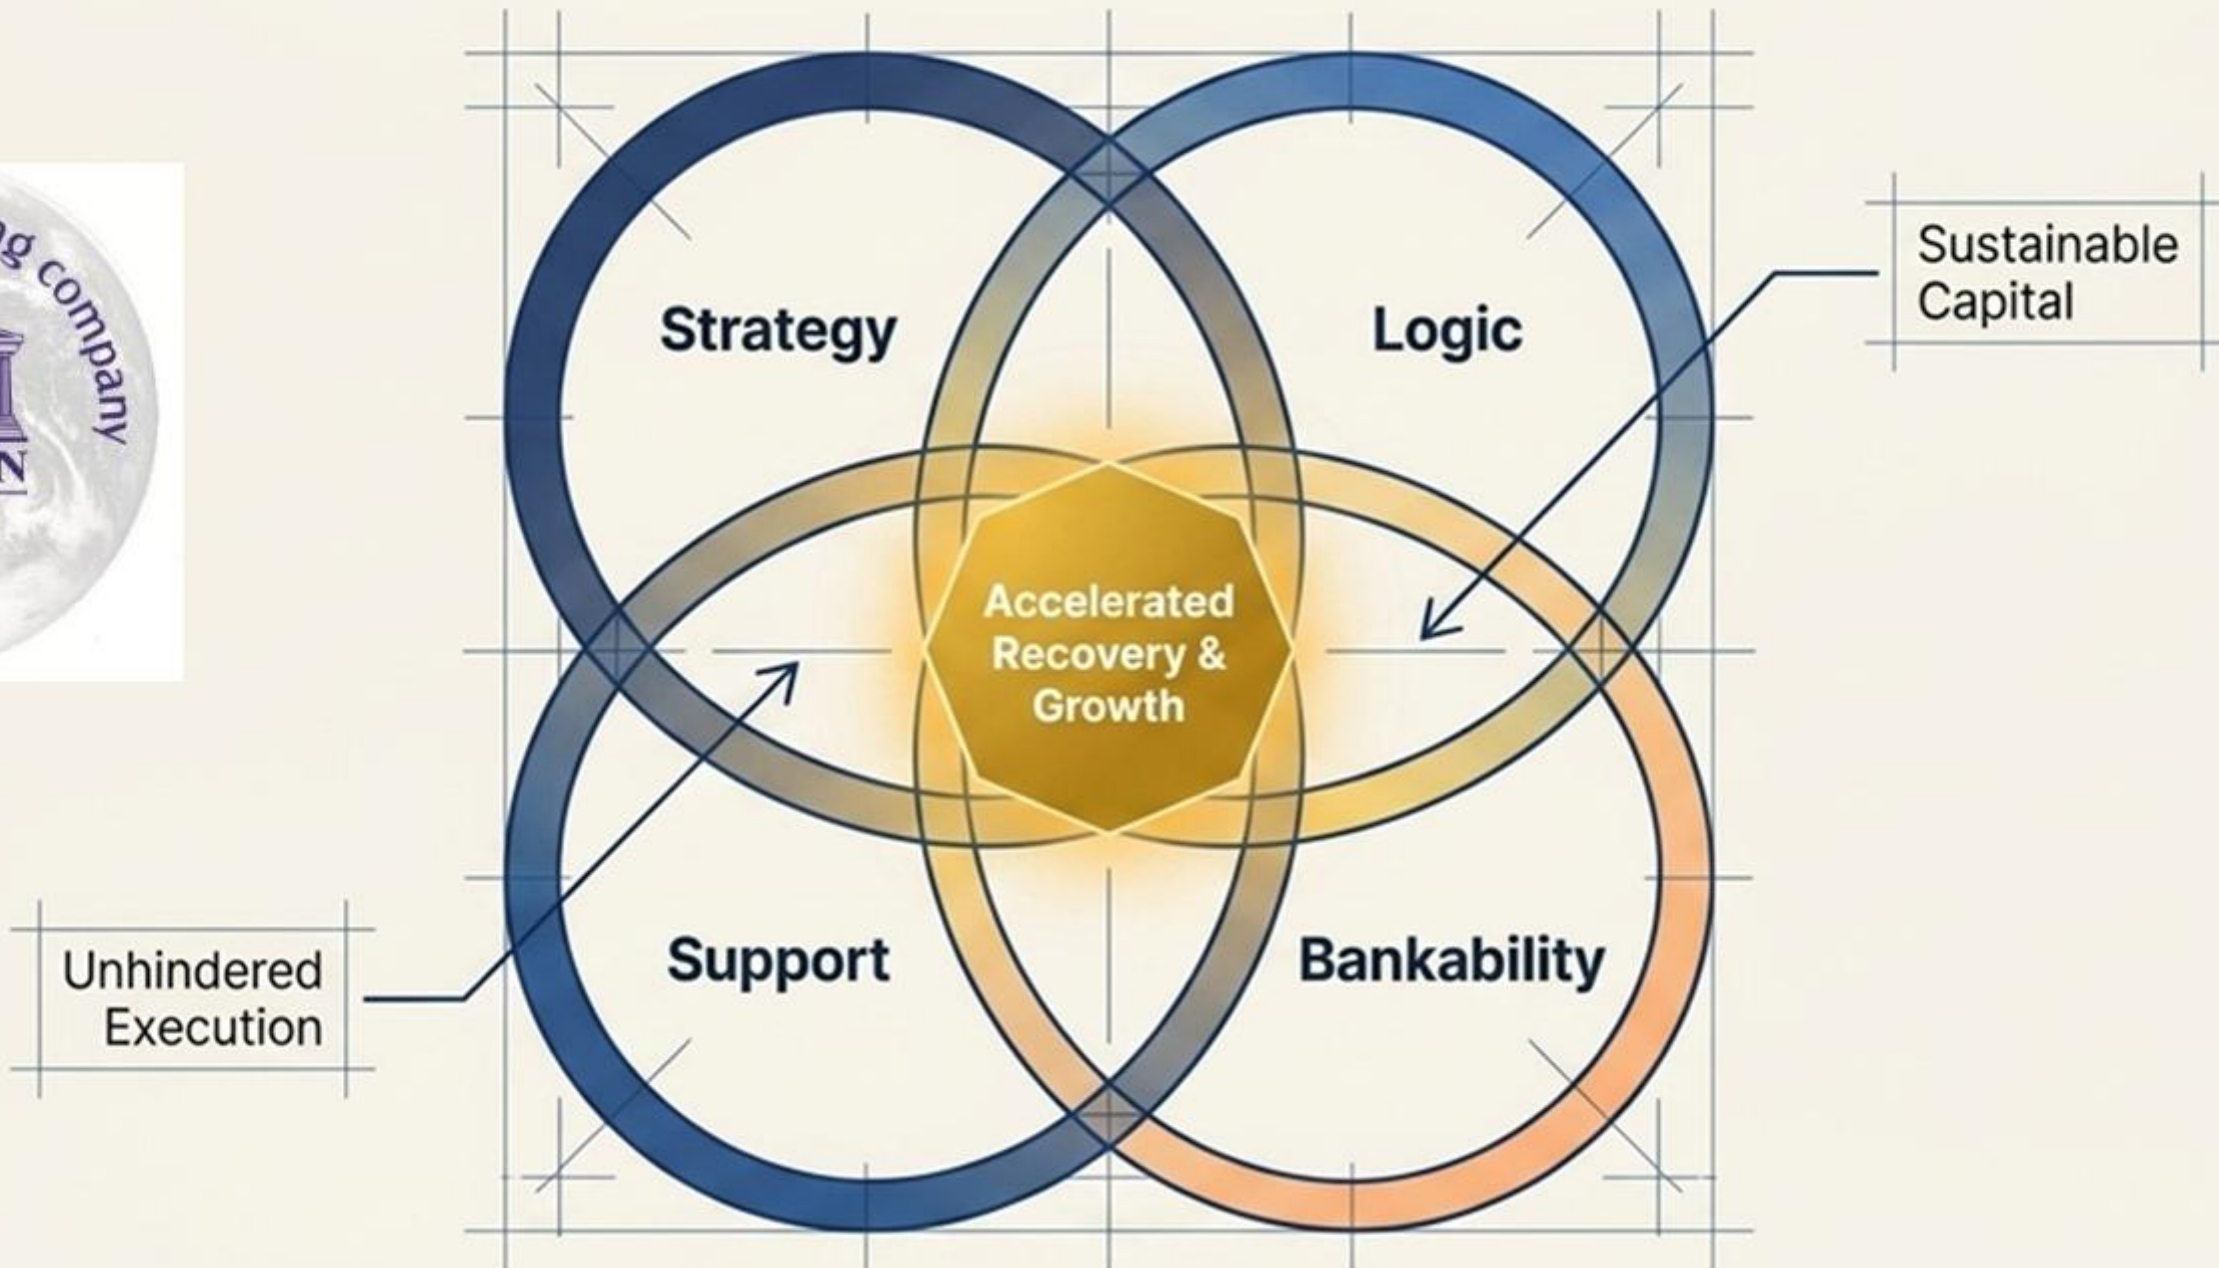 company
Strategy
Logic
Sustainable
Capital
Accelerated
Recovery &
Growth
Support
Bankability
Unhindered
Execution